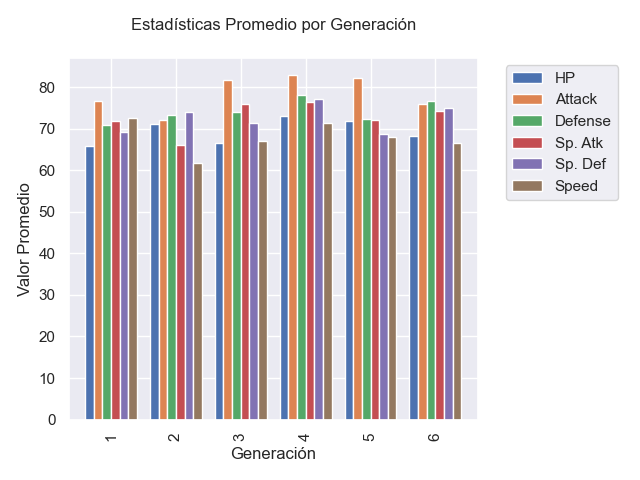 Estadísticas Promedio por Generación
HP
Attack
Defense
Sp. Atk
Sp. Def
Speed
Valor Promedio
80
70
60
50
40
30
20
10
0
1 2 3 4 5 6
Generación